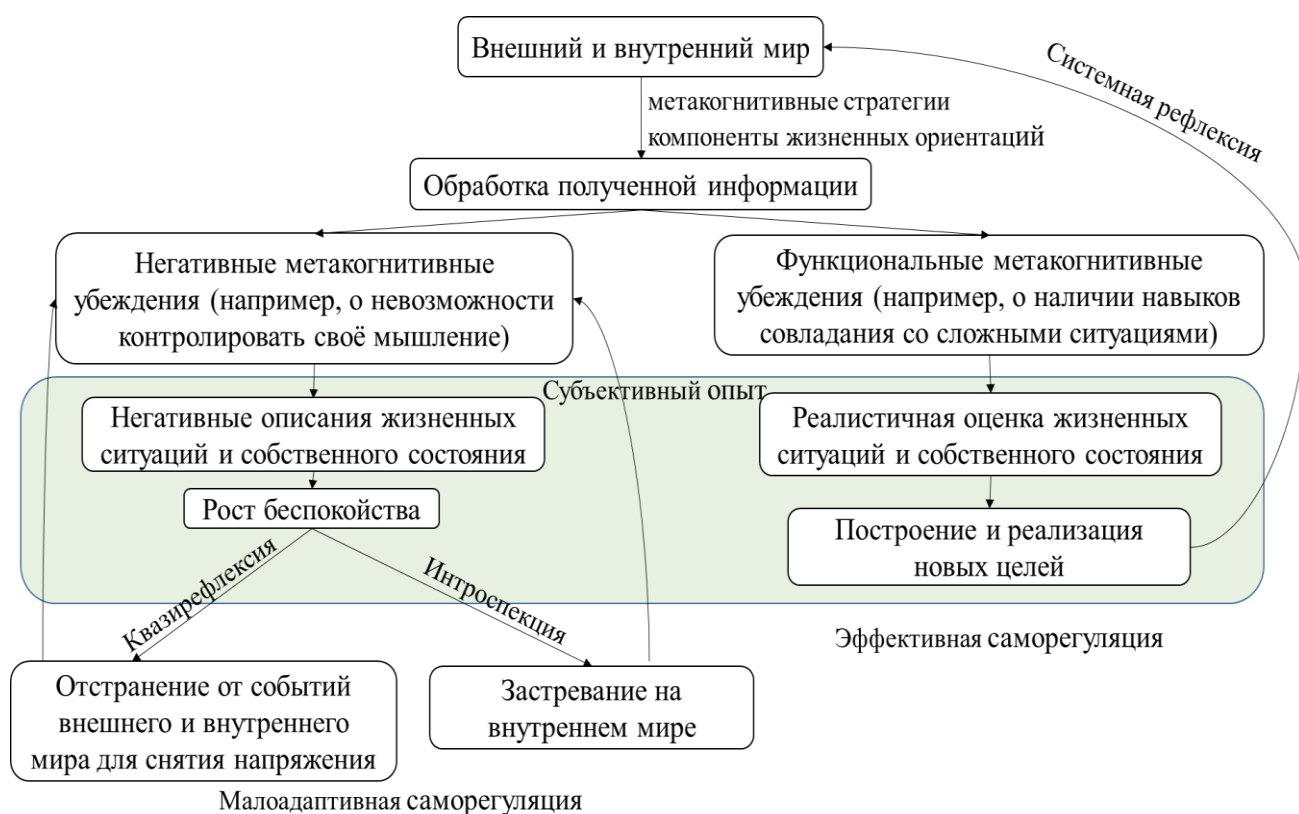 Внешний и внутренний мир
Системная рефлексия
метакогнитивные стратегии
компоненты жизненных ориентаций
Обработка полученной информации
Негативные метакогнитивные
убеждения (например, о невозможности
контролировать своё мышление)
Функциональные метакогнитивные
убеждения (например, о наличии навыков
совладания со сложными ситуациями)
Субъективный опыт
Негативные описания жизненных
ситуаций и собственного состояния
Реалистичная оценка жизненных
ситуаций и собственного состояния
Рост беспокойства
Построение и реализация
новых целей
Квазирефлексия
Интроспекция
Эффективная саморегуляция
Отстранение от событий
внешнего и внутреннего
мира для снятия напряжения
Застревание на
внутреннем мире
Малоадаптивная саморегуляция